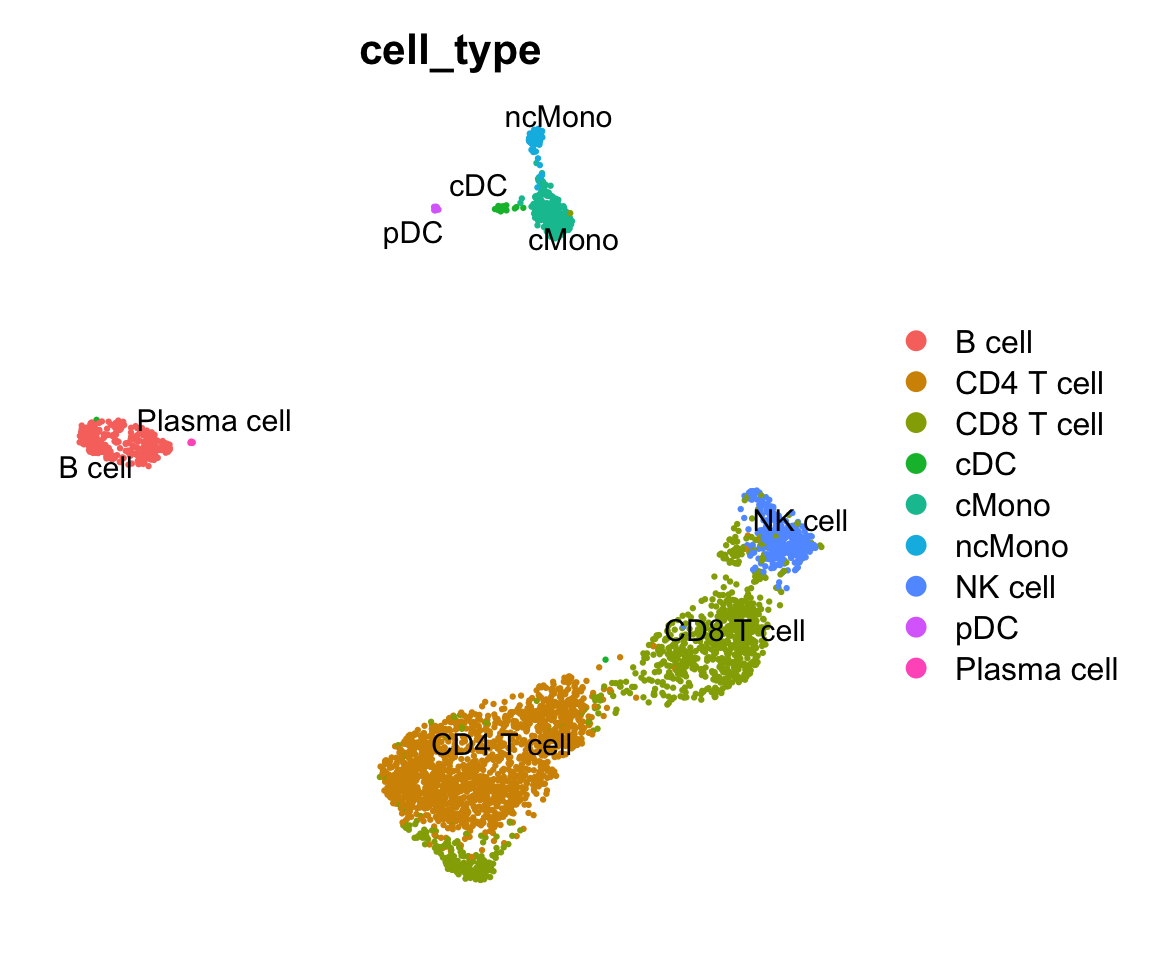 cell_type
ncMono
cDC
pDC
cMono
Plasma cell
B cell
NK cell
CD8 T cell
CD4 T cell
B cell
CD4 T cell
CD8 T cell
cDC
cMono
ncMono
NK cell
pDC
Plasma cell